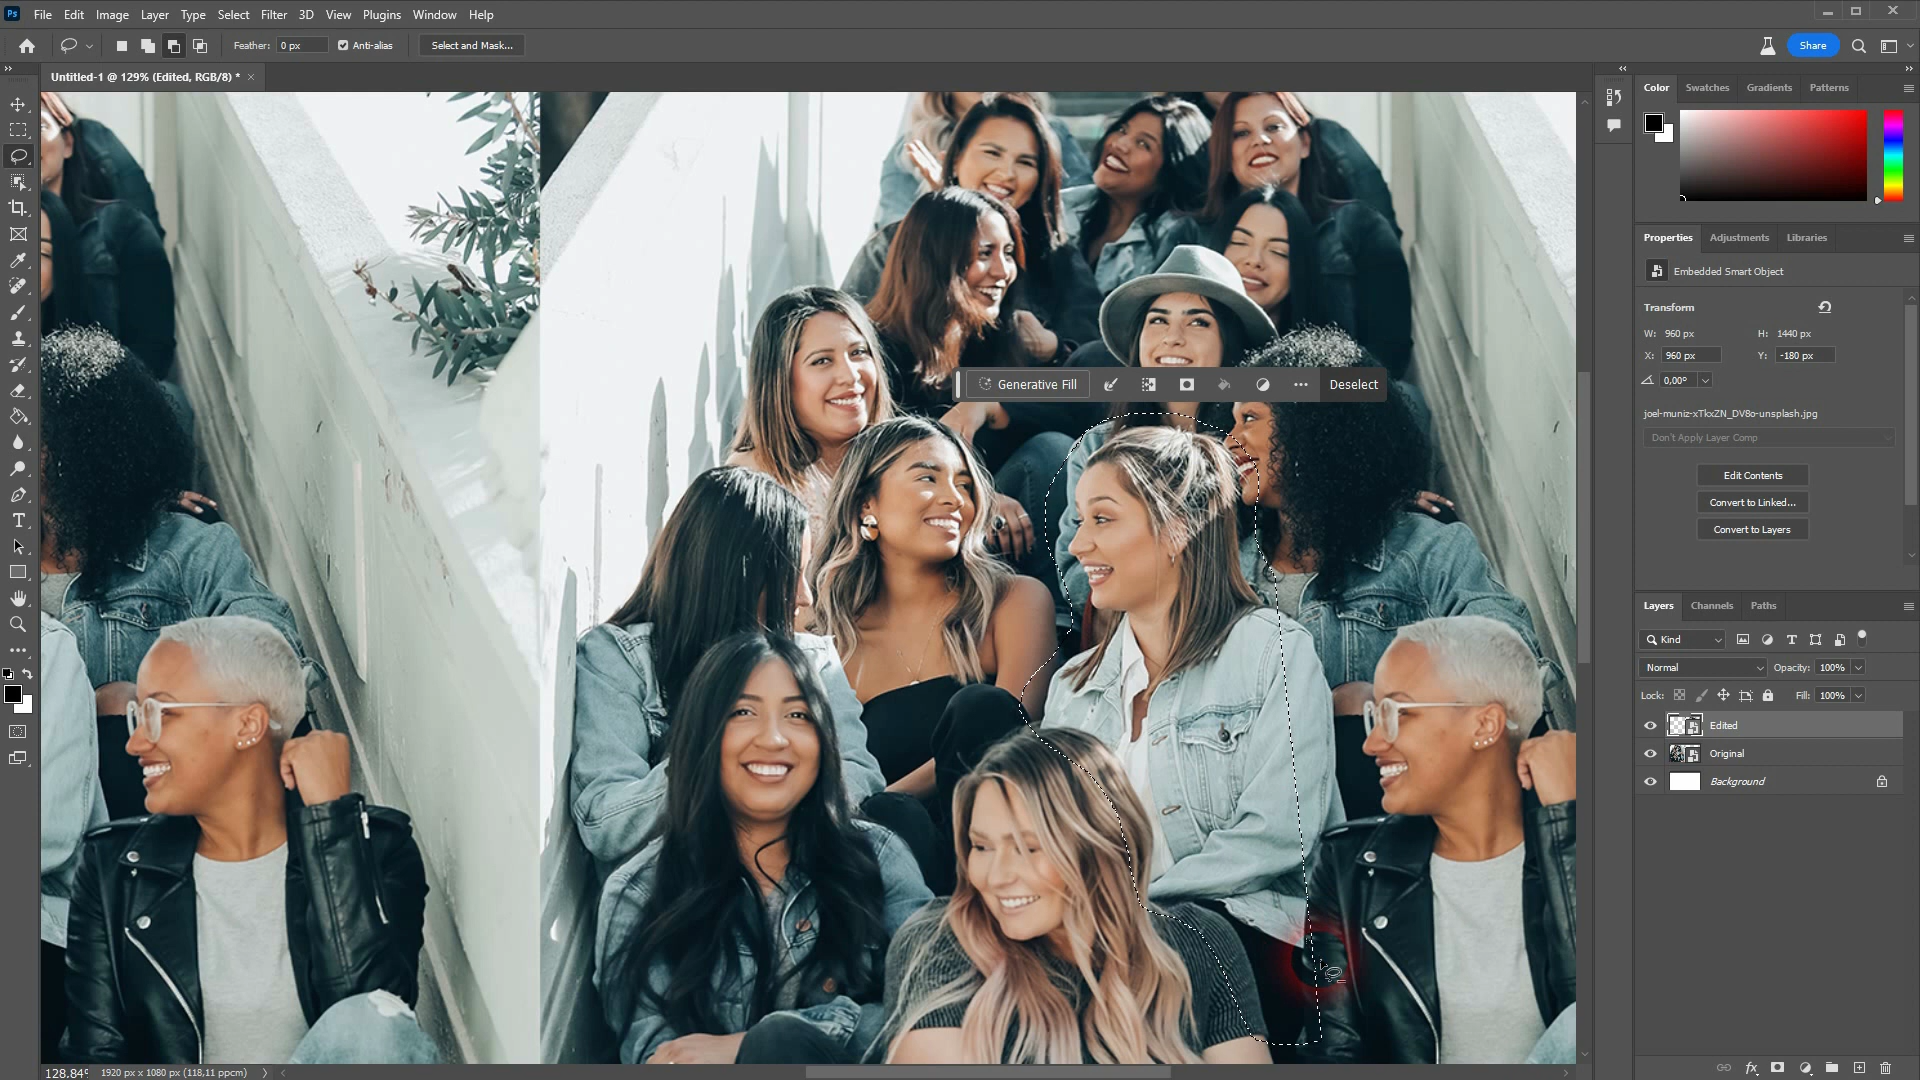 Ps File Edit Image Layer Type Select Filter 3D View Plugins Window Help
Feather: 0 px Anti-alias Select and Mask... Share
Untitled-1 @ 129% (Edited, RGB/8) * ×
Color Swatches Gradients Patterns
Properties Adjustments Libraries
Embedded Smart Object
Transform
W: 960 px H: 1440 px
X: 960 px Y: -180 px
0,00°
joel-muniz-xTkxZN_DV8o-unsplash.jpg
Don't Apply Layer Comp
Edit Contents
Convert to Linked...
Convert to Layers
Generative Fill Deselect
Layers Channels Paths
Kind
Normal Opacity: 100%
Lock: Fill: 100%
Edited
Original
Background
128.84% 1920 px x 1080 px (118,11 ppcm)